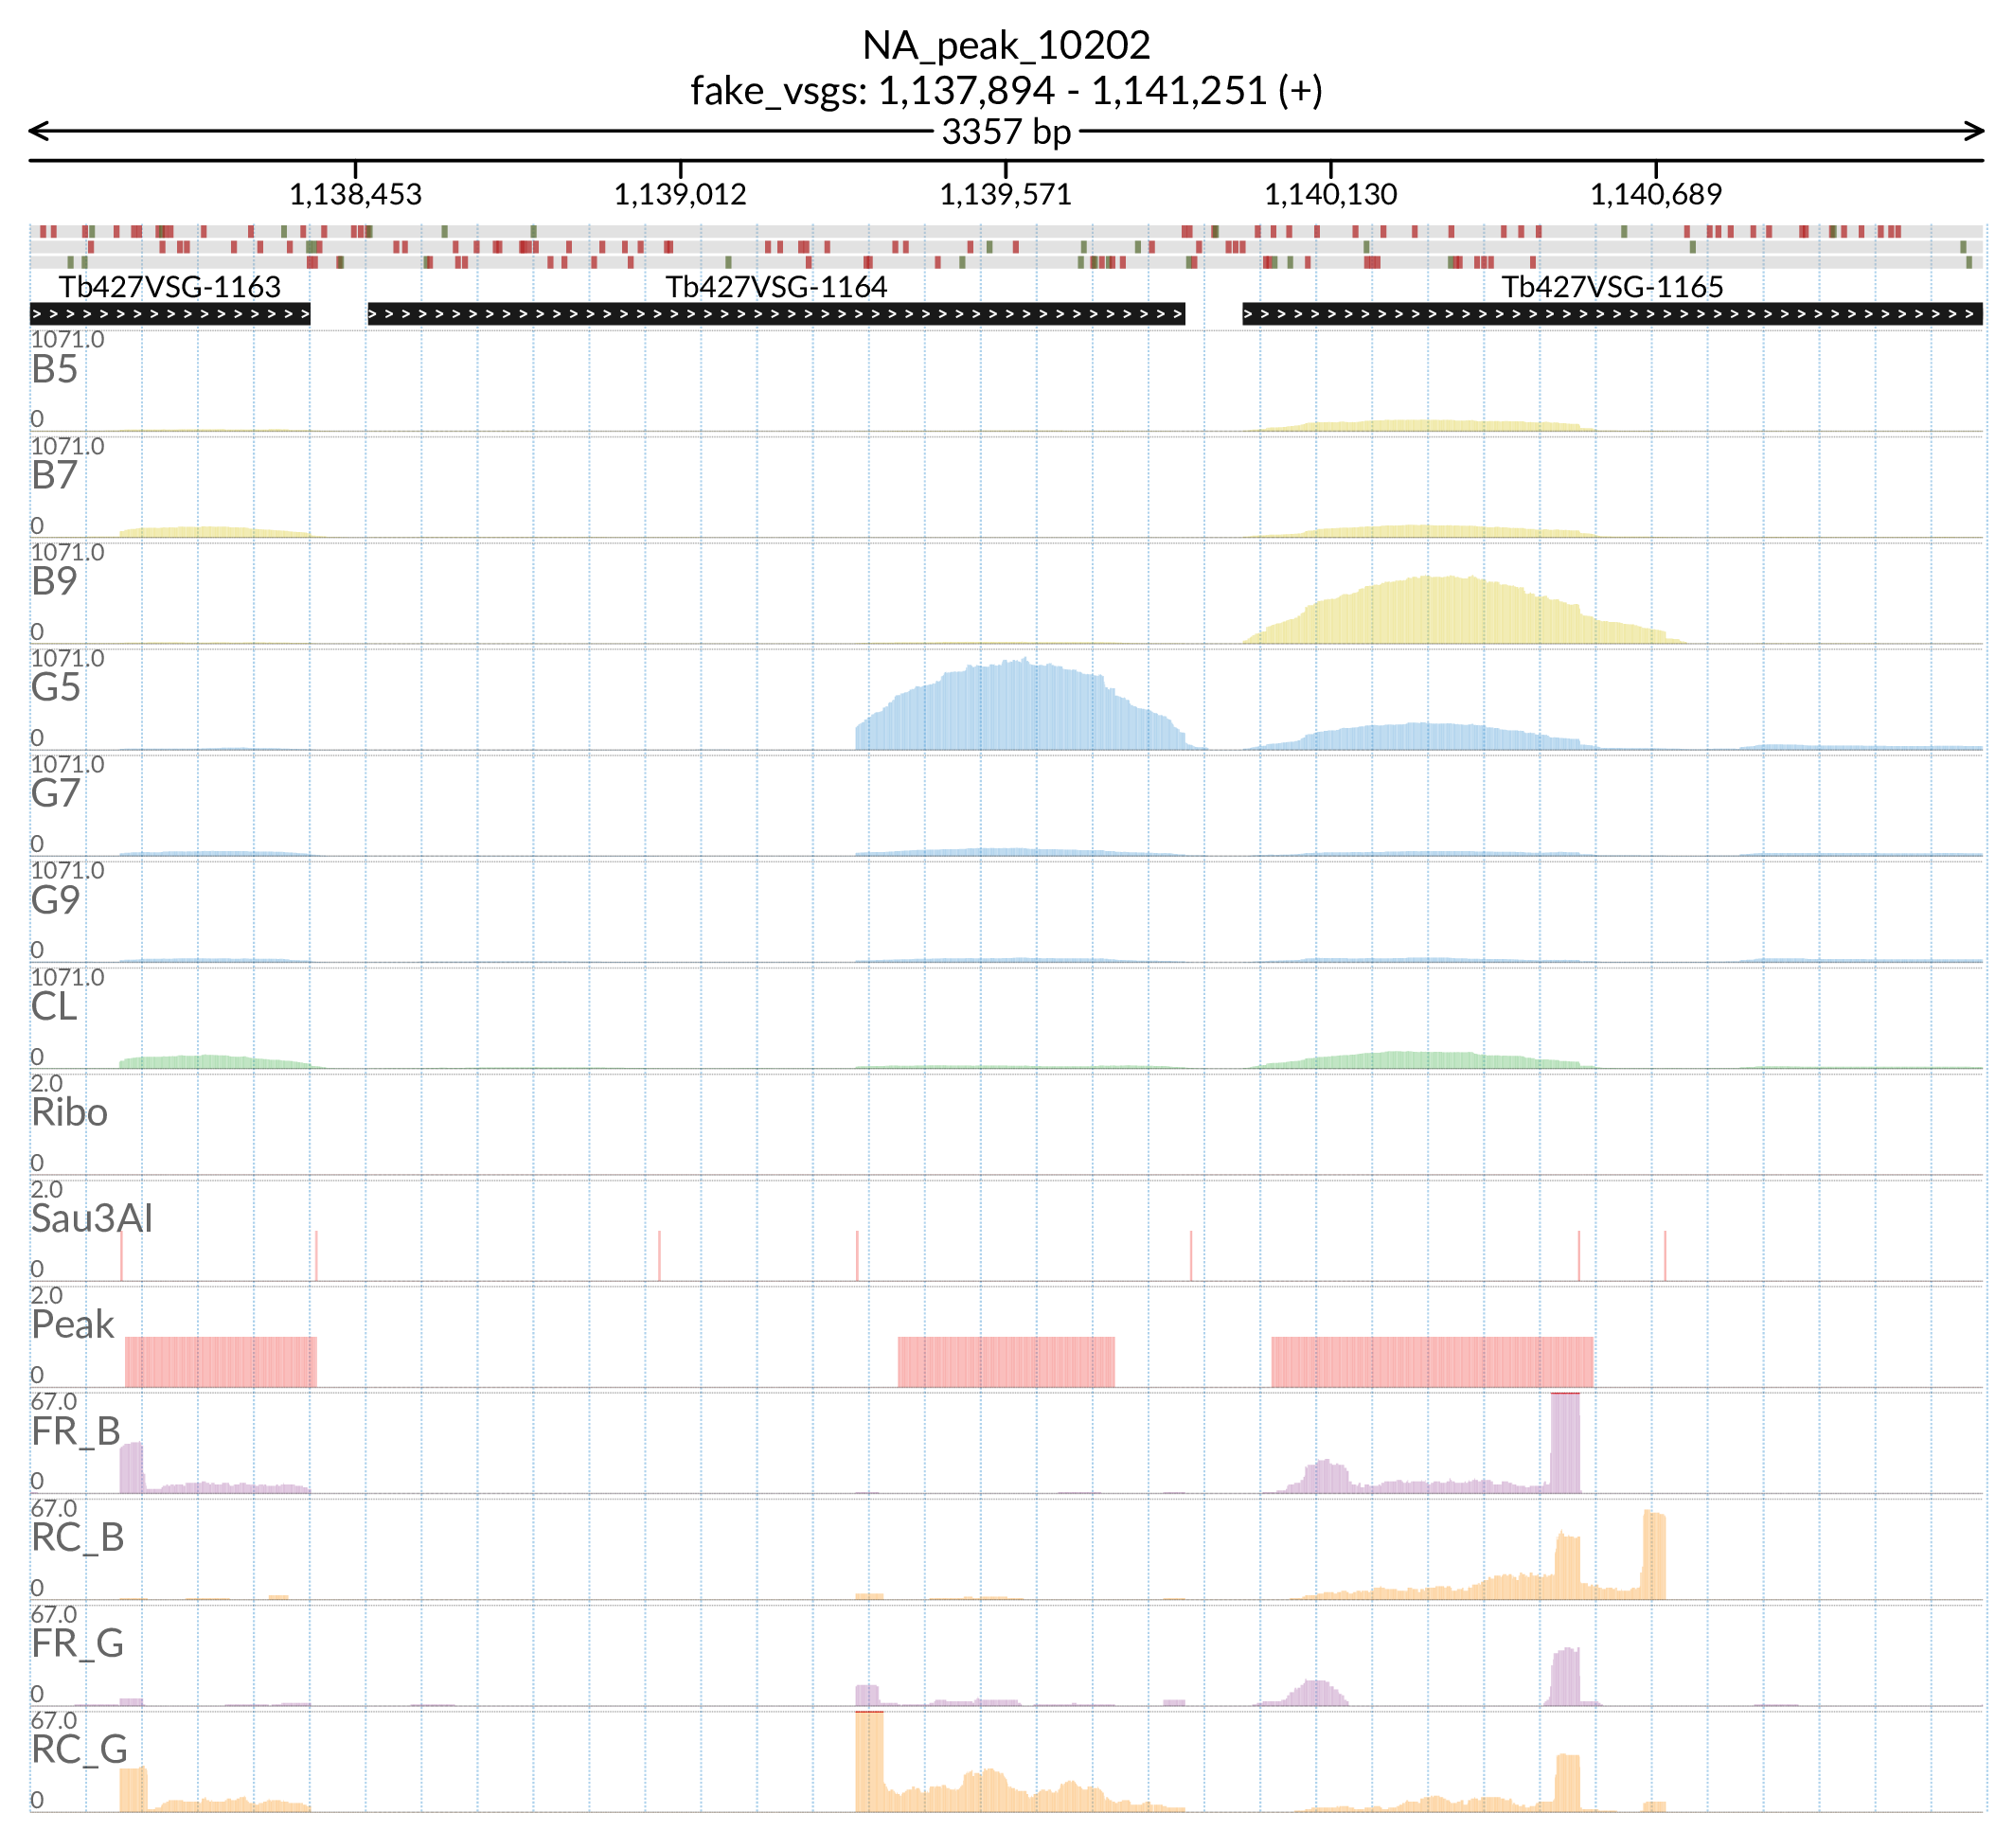 NA_peak_10202
fake_vsgs: 1,137,894 - 1,141,251 (+)
3357 bp
1,138,453 1,139,012 1,139,571 1,140,130 1,140,689
Tb427VSG-1163 Tb427VSG-1164 Tb427VSG-1165
1071.0
B5
0
1071.0
B7
0
1071.0
B9
0
1071.0
G5
0
1071.0
G7
0
1071.0
G9
0
1071.0
CL
0
2.0
Ribo
0
2.0
Sau3AI
0
2.0
Peak
0
67.0
FR_B
0
67.0
RC_B
0
67.0
FR_G
0
67.0
RC_G
0